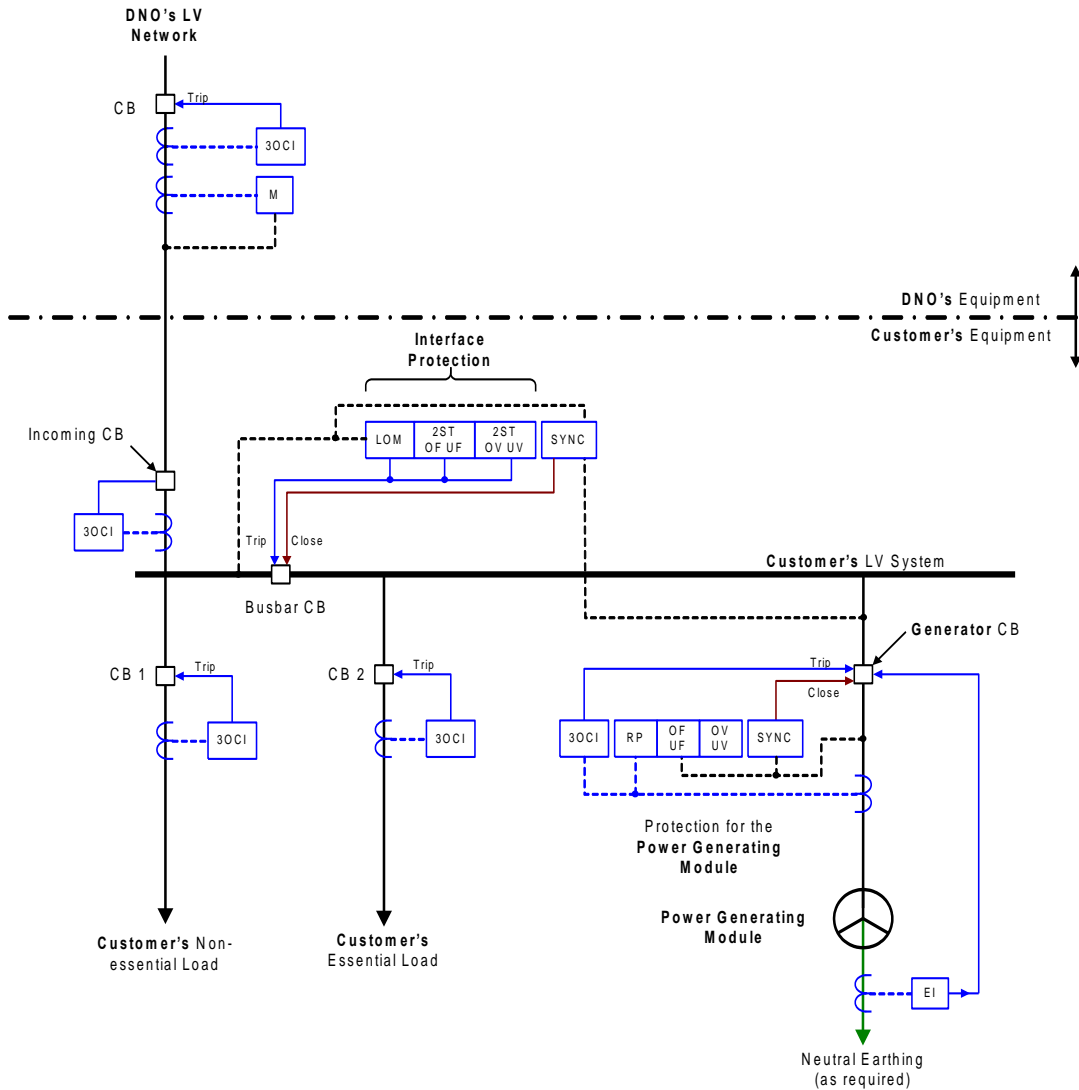 DNO's LV
Network
CB
Trip
3OCI
M
DNO's Equipment
Customer's Equipment
Interface
Protection
Incoming CB
LOM
2ST
OF UF
2ST
OV UV
SYNC
3OCI
Trip
Close
Customer's LV System
Busbar CB
Generator CB
CB 1
Trip
CB 2
Trip
Trip
Close
3OCI
3OCI
3OCI
RP
OF
UF
OV
UV
SYNC
Protection for the
Power Generating
Module
Power Generating
Module
Customer's Non-
essential Load
Customer's
Essential Load
EI
Neutral Earthing
(as required)